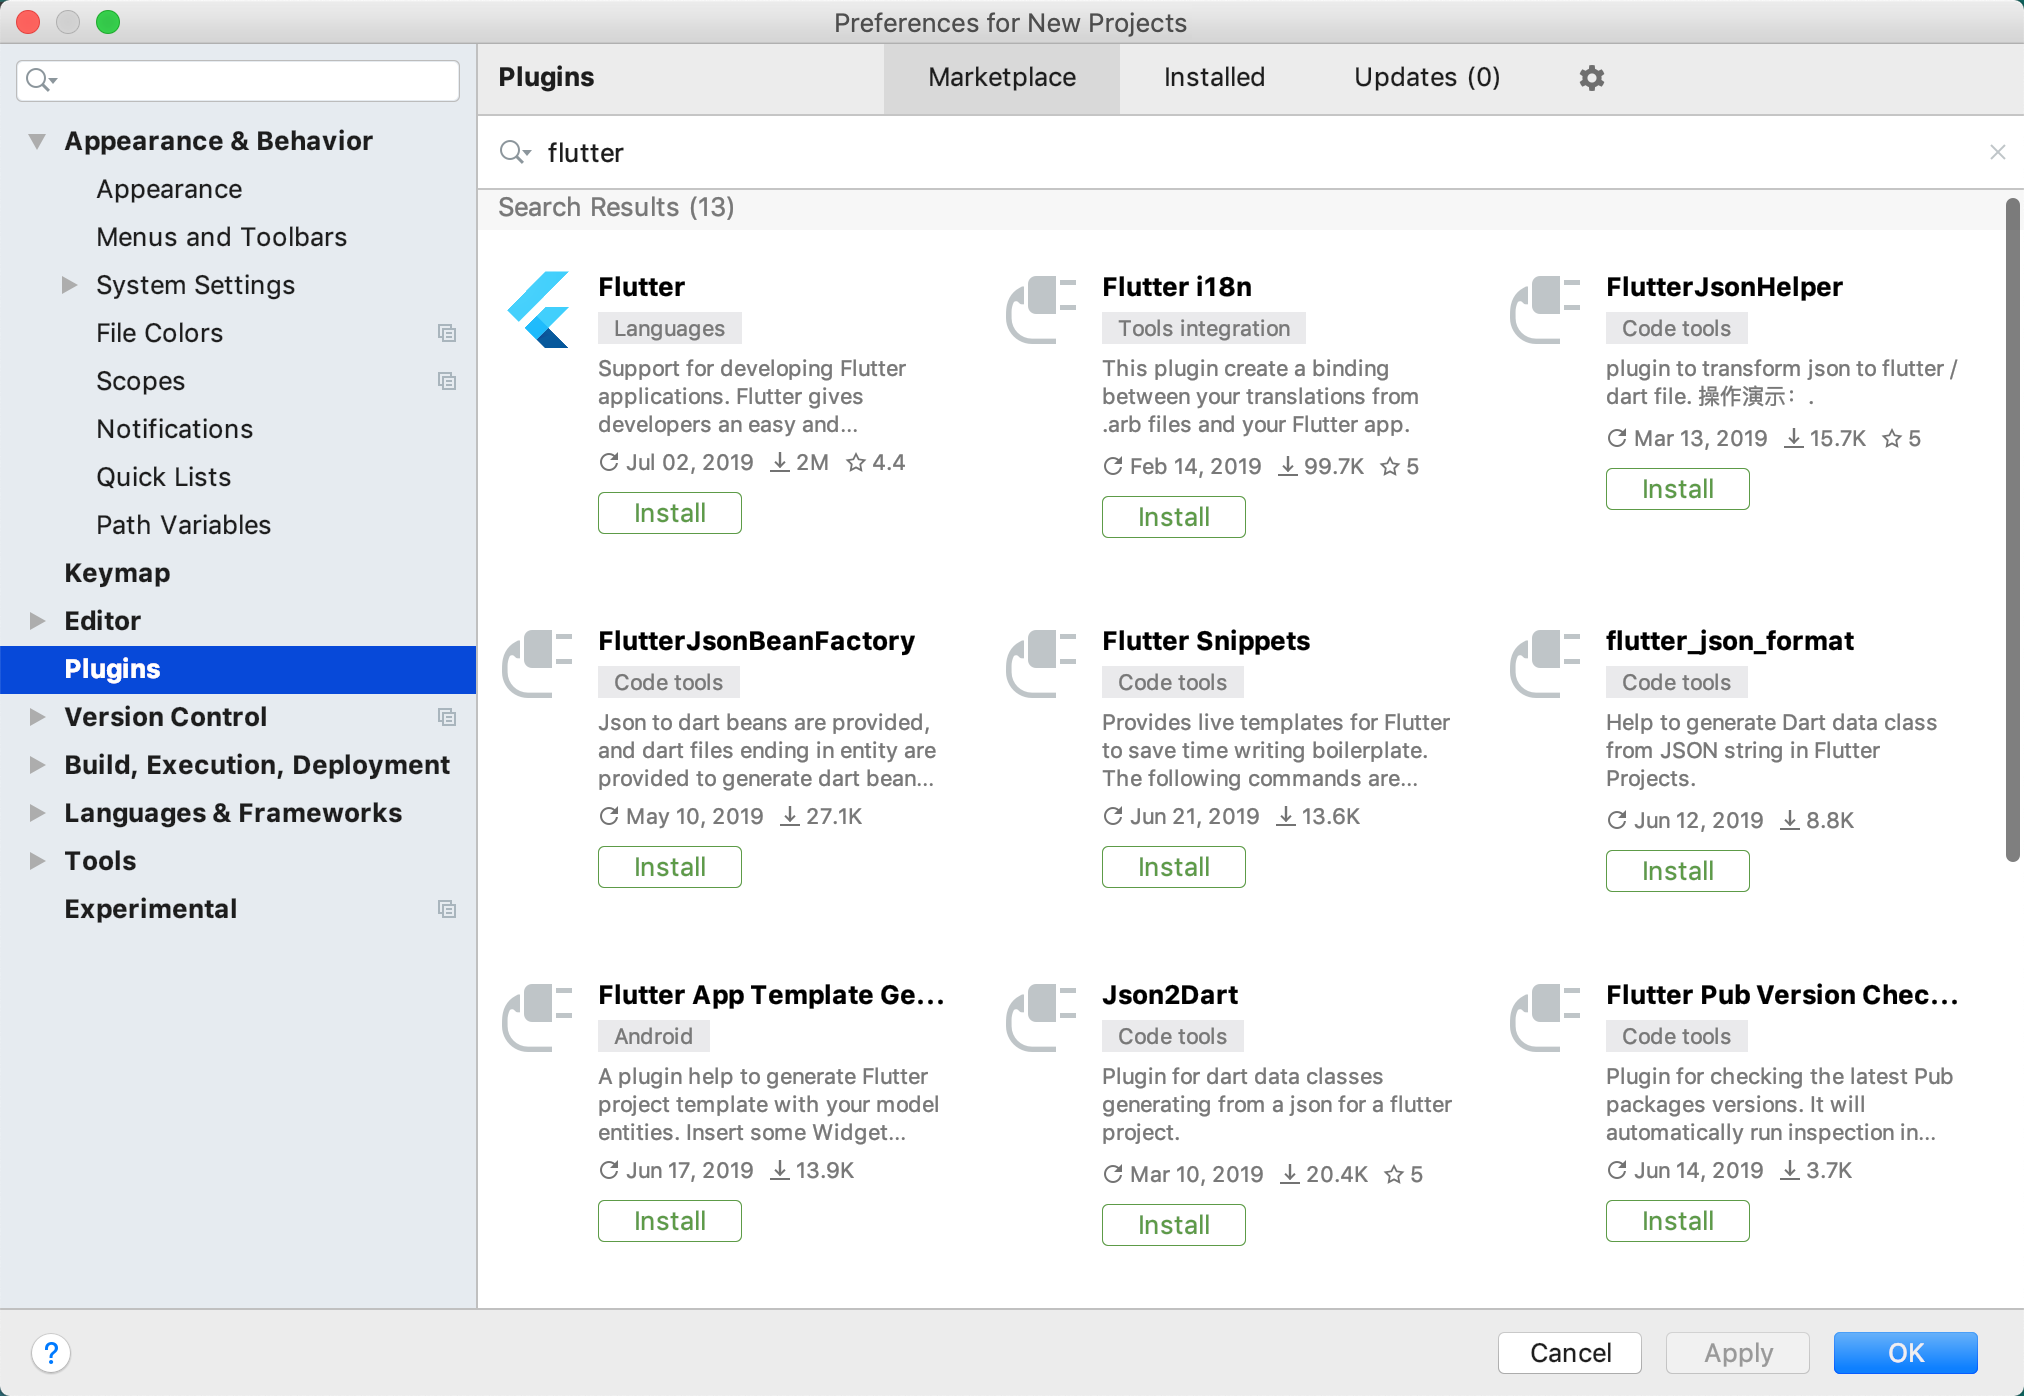 Preferences for New Projects
Appearance & Behavior
Appearance
Menus and Toolbars
System Settings
File Colors
Scopes
Notifications
Quick Lists
Path Variables
Keymap
Editor
Plugins
Version Control
Build, Execution, Deployment
Languages & Frameworks
Tools
Experimental
Plugins
Marketplace
Installed
Updates (0)
flutter
Search Results (13)
Flutter
Languages
Support for developing Flutter
applications. Flutter gives
developers an easy and...
Jul 02, 2019 2M 4.4
Install
Flutter i18n
Tools integration
This plugin create a binding
between your translations from
.arb files and your Flutter app.
Feb 14, 2019 99.7K 5
Install
FlutterJsonHelper
Code tools
plugin to transform json to flutter /
dart file. 操作演示：.
Mar 13, 2019 15.7K 5
Install
FlutterJsonBeanFactory
Code tools
Json to dart beans are provided,
and dart files ending in entity are
provided to generate dart bean...
May 10, 2019 27.1K
Install
Flutter Snippets
Code tools
Provides live templates for Flutter
to save time writing boilerplate.
The following commands are...
Jun 21, 2019 13.6K
Install
flutter_json_format
Code tools
Help to generate Dart data class
from JSON string in Flutter
Projects.
Jun 12, 2019 8.8K
Install
Flutter App Template Ge...
Android
A plugin help to generate Flutter
project template with your model
entities. Insert some Widget...
Jun 17, 2019 13.9K
Install
Json2Dart
Code tools
Plugin for dart data classes
generating from a json for a flutter
project.
Mar 10, 2019 20.4K 5
Install
Flutter Pub Version Chec...
Code tools
Plugin for checking the latest Pub
packages versions. It will
automatically run inspection in...
Jun 14, 2019 3.7K
Install
?
Cancel
Apply
OK